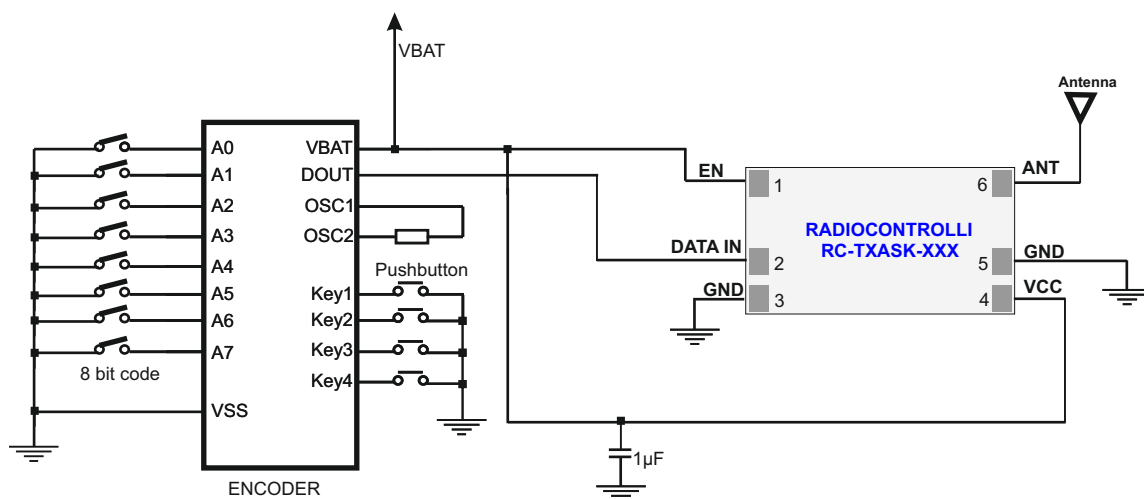 VBAT
Antenna
A0
VBAT
A1
DOUT
EN
1
6
ANT
A2
OSC1
A3
OSC2
RADIOCONTROLLI
RC-TXASK-XXX
DATA IN
2
5
GND
A4
Pushbutton
A5
Key1
GND
3
4
VCC
A6
Key2
A7
Key3
8 bit code
Key4
VSS
1µF
ENCODER